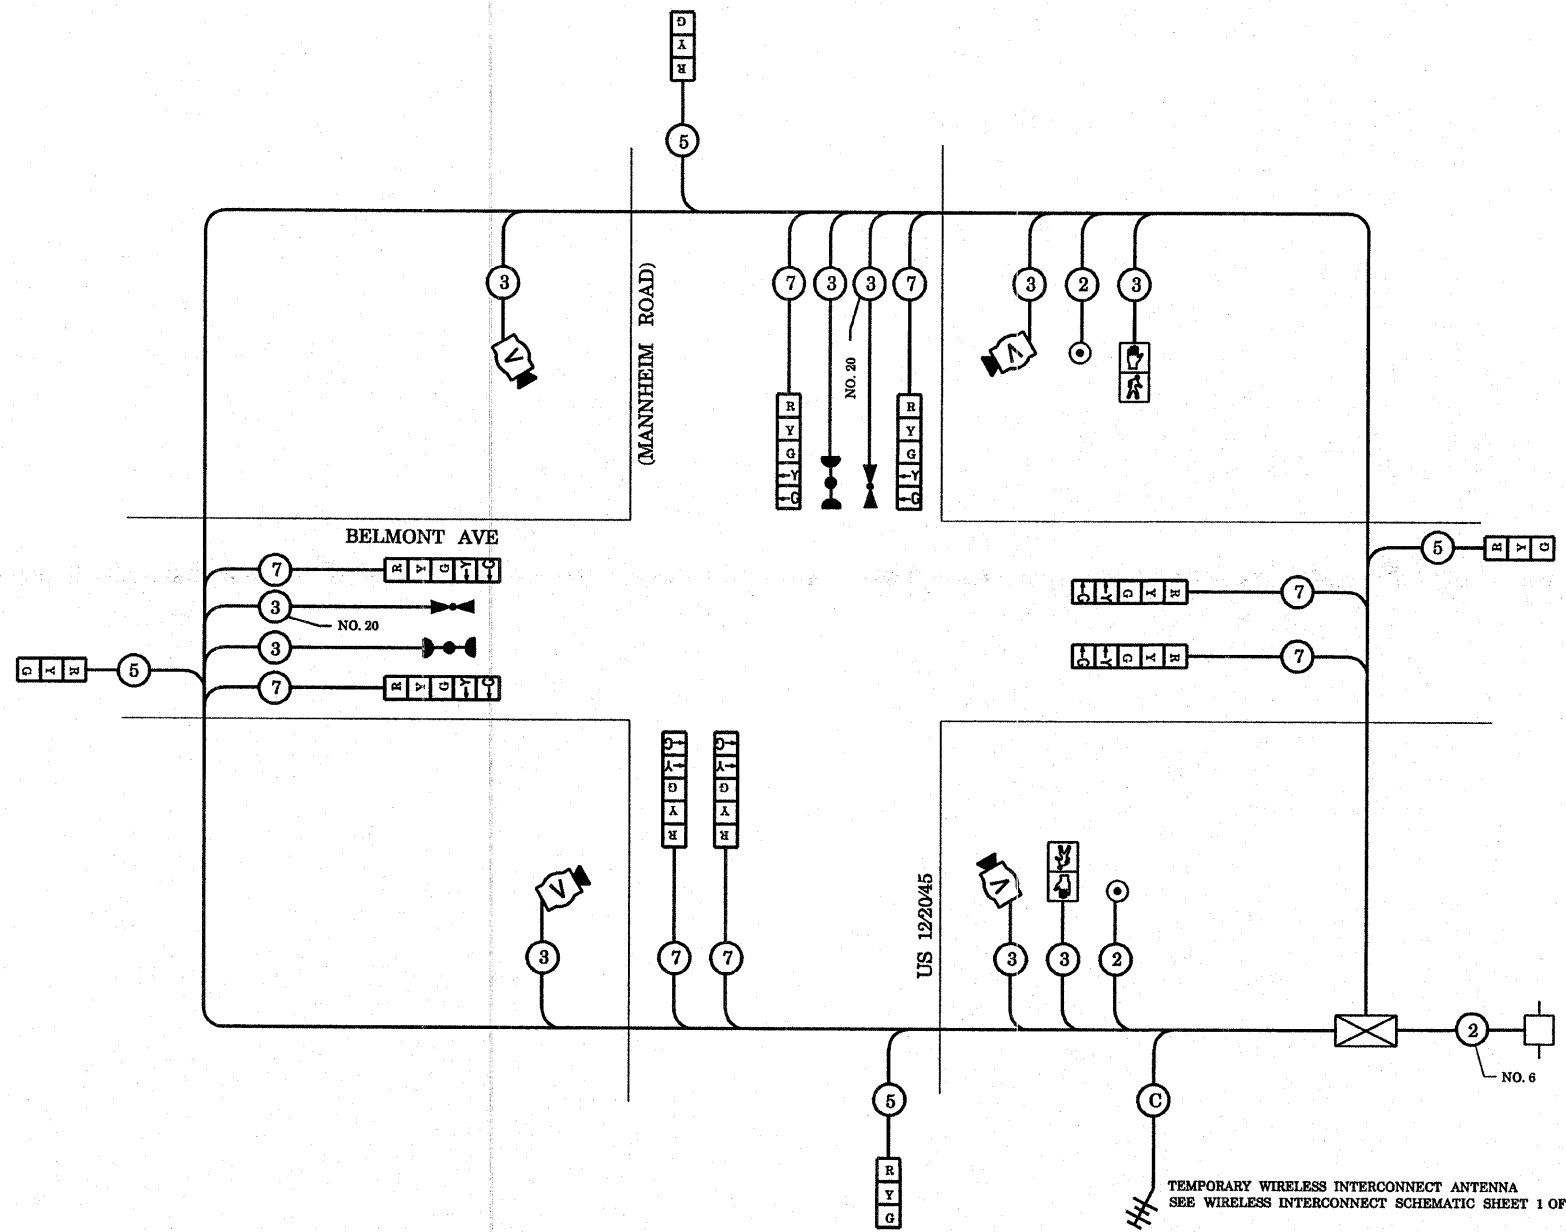 G
Y
R
5
3
7
3
3
7
3
2
3
V
(MANNHEIM ROAD)
NO. 20
V
R
Y
G
←Y
←G
R
Y
G
←Y
←G
BELMONT AVE
7
R Y G ←Y ←G
3
NO. 20
3
G Y R
5
7
R Y G ←Y ←G
5
R Y G
←G ←Y G Y R
7
←G ←Y G Y R
7
←G
←Y
G
Y
R
←G
←Y
G
Y
R
V
3
7
7
US 12/20/45
V
3
3
2
2
NO. 6
5
R
Y
G
C
TEMPORARY WIRELESS INTERCONNECT ANTENNA
SEE WIRELESS INTERCONNECT SCHEMATIC SHEET 1 OF